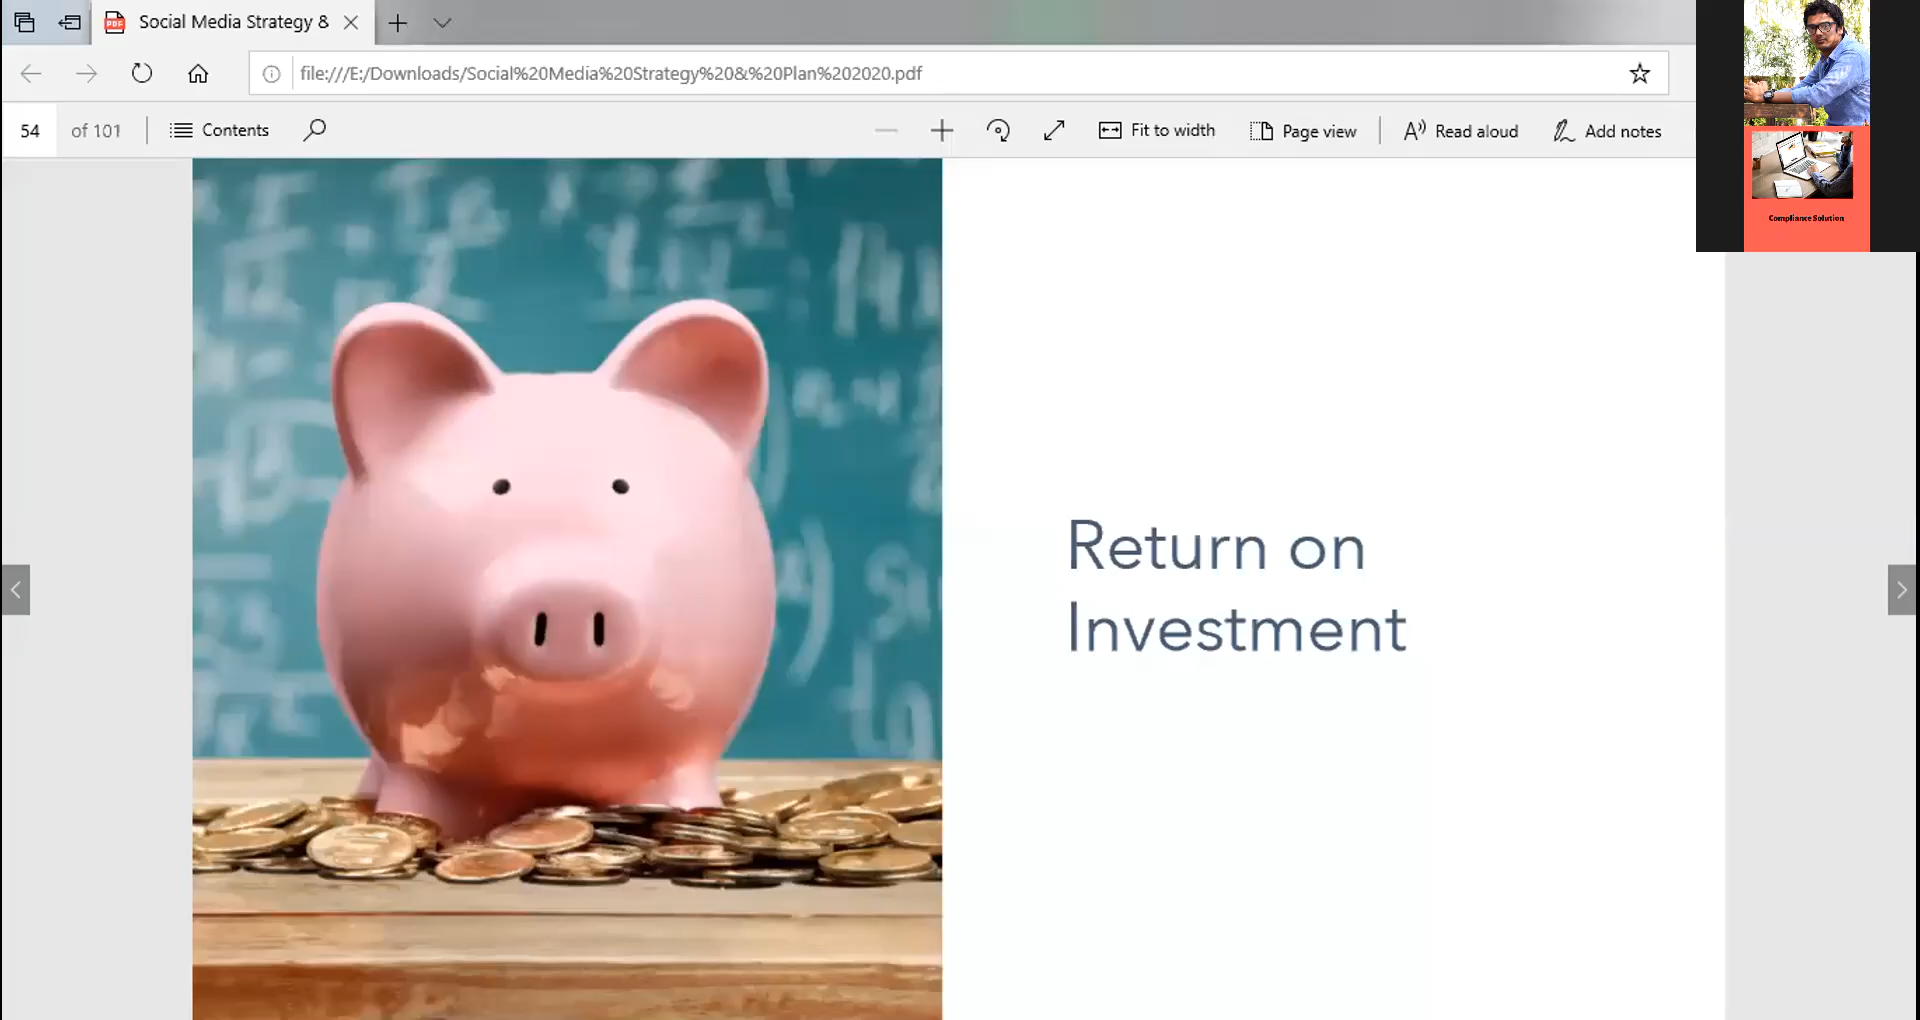 Social Media Strategy &
file:///E:/Downloads/Social%20Media%20Strategy%20&%20Plan%202020.pdf
54 of 101 Contents Fit to width Page view Read aloud Add notes
Compliance Solution
Return on
Investment